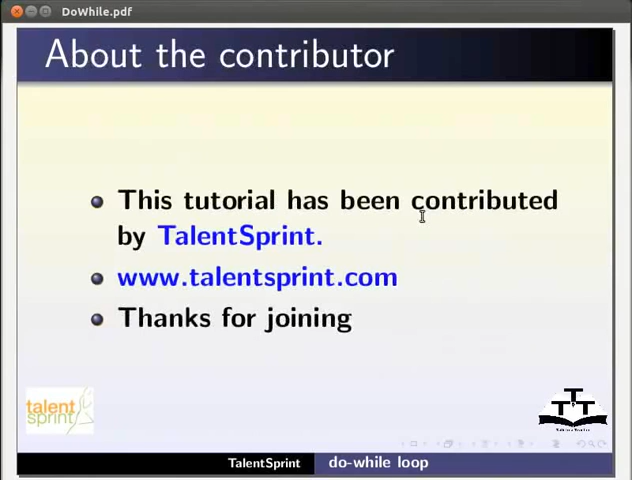 DoWhile.pdf
About the contributor
This tutorial has been contributed
by TalentSprint.
www.talentsprint.com
Thanks for joining
talent
sprint
TTT
TalentSprint
do-while loop